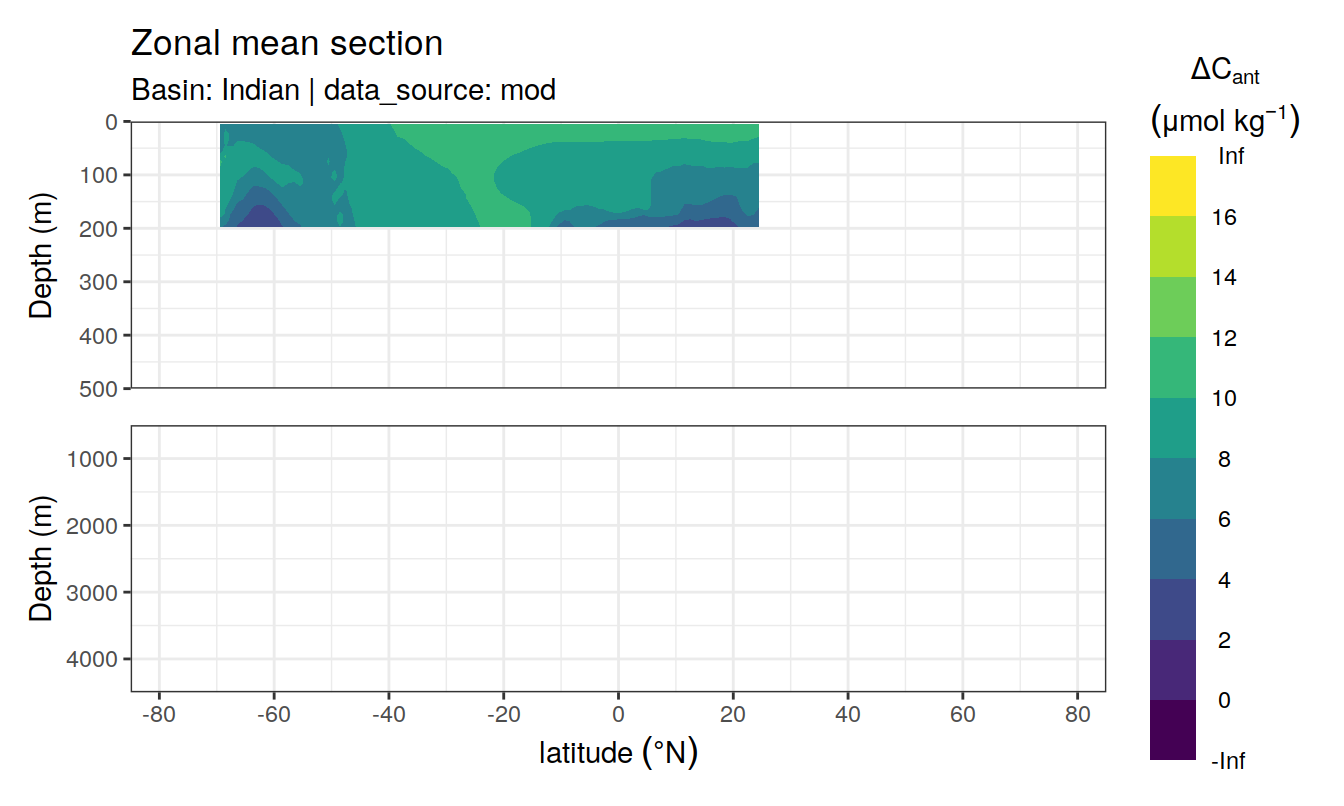 Zonal mean section
Basin: Indian | data_source: mod
ΔCant
(μmol kg−1)
Depth (m)
0
100
200
300
400
500
Depth (m)
1000
2000
3000
4000
-80 -60 -40 -20 0 20 40 60 80
latitude (°N)
Inf
16
14
12
10
8
6
4
2
0
-Inf